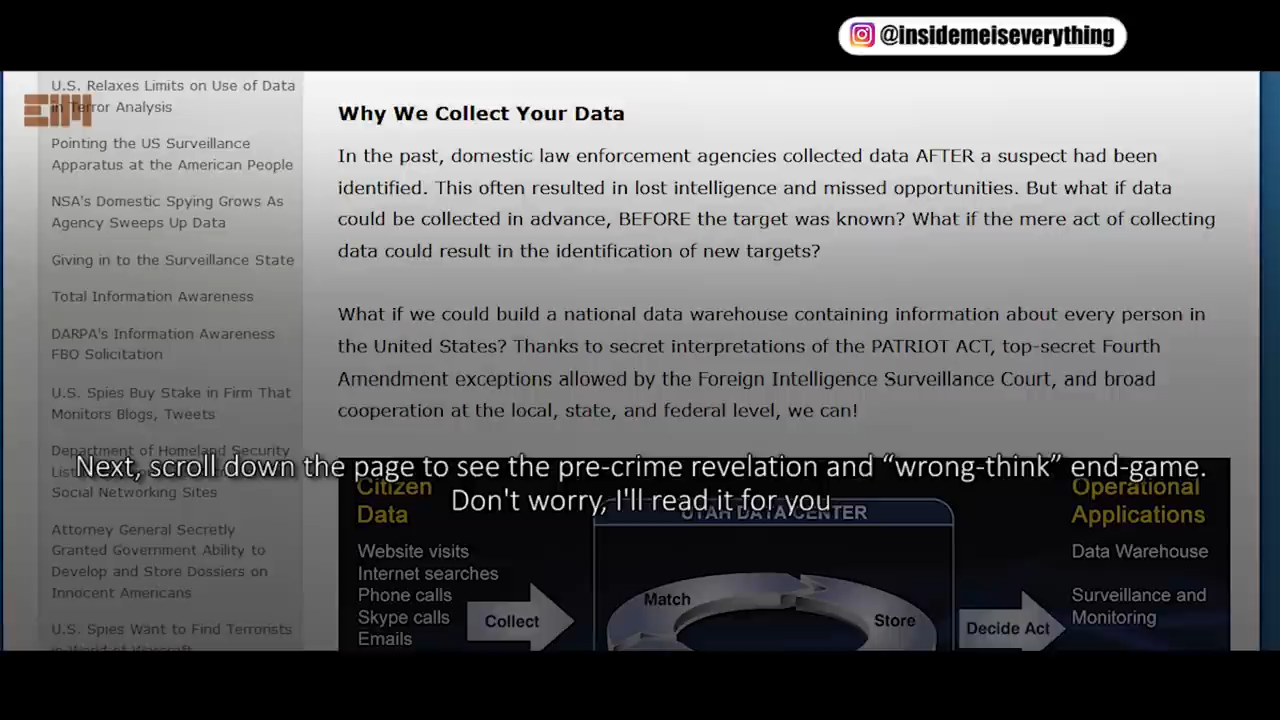 @insidemeiseverything
U.S. Relaxes Limits on Use of Data
in Terror Analysis
Pointing the US Surveillance
Apparatus at the American People
NSA's Domestic Spying Grows As
Agency Sweeps Up Data
Giving in to the Surveillance State
Total Information Awareness
DARPA's Information Awareness
FBO Solicitation
U.S. Spies Buy Stake in Firm That
Monitors Blogs, Tweets
Department of Homeland Security
Social Networking Sites
Attorney General Secretly
Granted Government Ability to
Develop and Store Dossiers on
Innocent Americans
U.S. Spies Want to Find Terrorists
in World of Warcraft
Why We Collect Your Data
In the past, domestic law enforcement agencies collected data AFTER a suspect had been
identified. This often resulted in lost intelligence and missed opportunities. But what if data
could be collected in advance, BEFORE the target was known? What if the mere act of collecting
data could result in the identification of new targets?
What if we could build a national data warehouse containing information about every person in
the United States? Thanks to secret interpretations of the PATRIOT ACT, top-secret Fourth
Amendment exceptions allowed by the Foreign Intelligence Surveillance Court, and broad
cooperation at the local, state, and federal level, we can!
Next, scroll down the page to see the pre-crime revelation and “wrong-think” end-game.
Don't worry, I'll read it for you
Citizen
Data
Website visits
Internet searches
Phone calls
Skype calls
Emails
Collect
UTAH DATA CENTER
Match
Store
Decide Act
Operational
Applications
Data Warehouse
Surveillance and
Monitoring